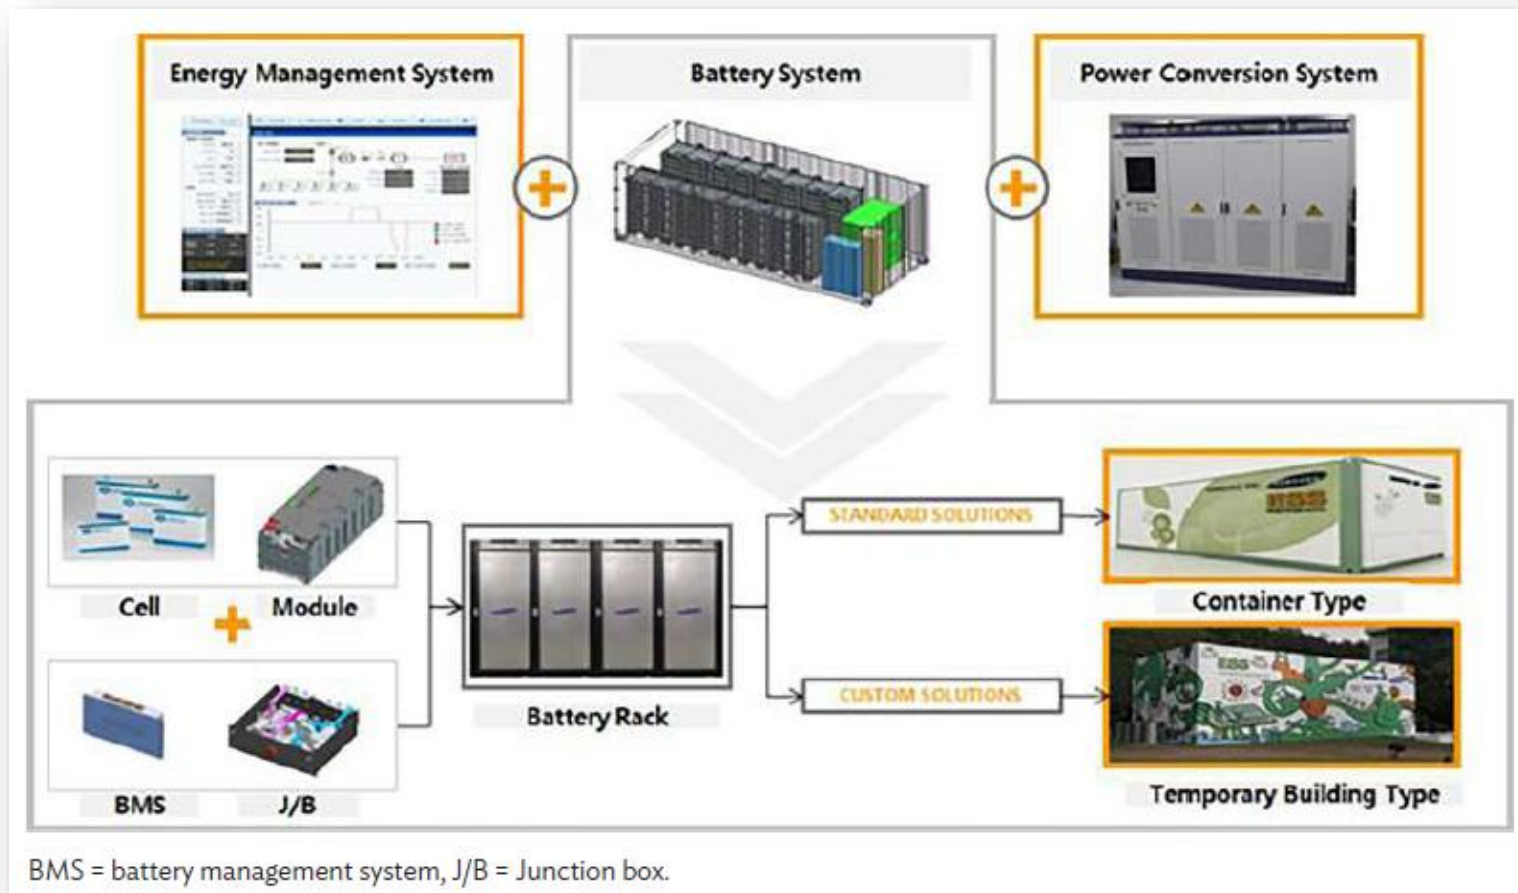 Energy Management System
Battery System
Power Conversion System
STANDARD SOLUTIONS
Cell
Module
Container Type
CUSTOM SOLUTIONS
Battery Rack
BMS
J/B
Temporary Building Type
BMS = battery management system, J/B = Junction box.